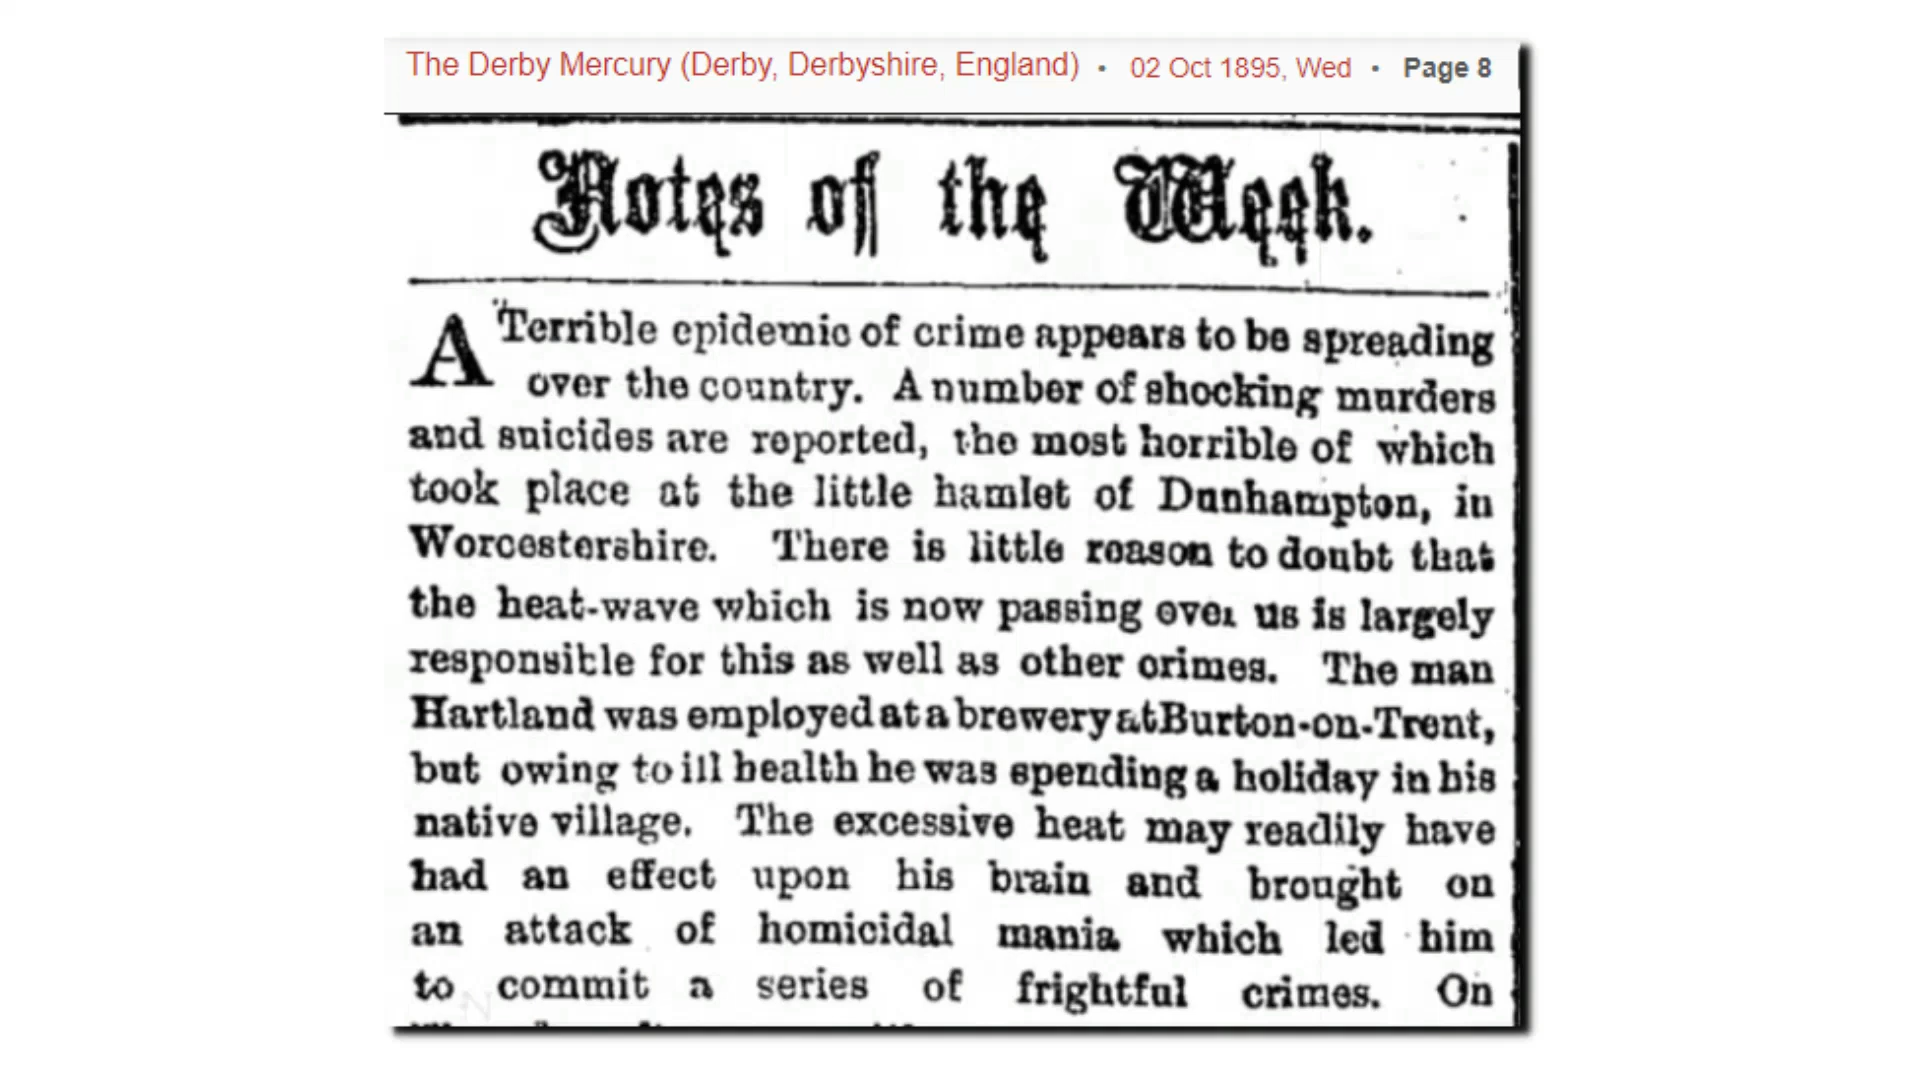 The Derby Mercury (Derby, Derbyshire, England) • 02 Oct 1895, Wed • Page 8
Notes of the Week.
A Terrible epidemic of crime appears to be spreading
over the country. A number of shocking murders
and suicides are reported, the most horrible of which
took place at the little hamlet of Dunhampton, in
Worcestershire. There is little reason to doubt that
the heat-wave which is now passing over us is largely
responsible for this as well as other crimes. The man
Hartland was employed at a brewery at Burton-on-Trent,
but owing to ill health he was spending a holiday in his
native village. The excessive heat may readily have
had an effect upon his brain and brought on
an attack of homicidal mania which led him
to commit a series of frightful crimes. On